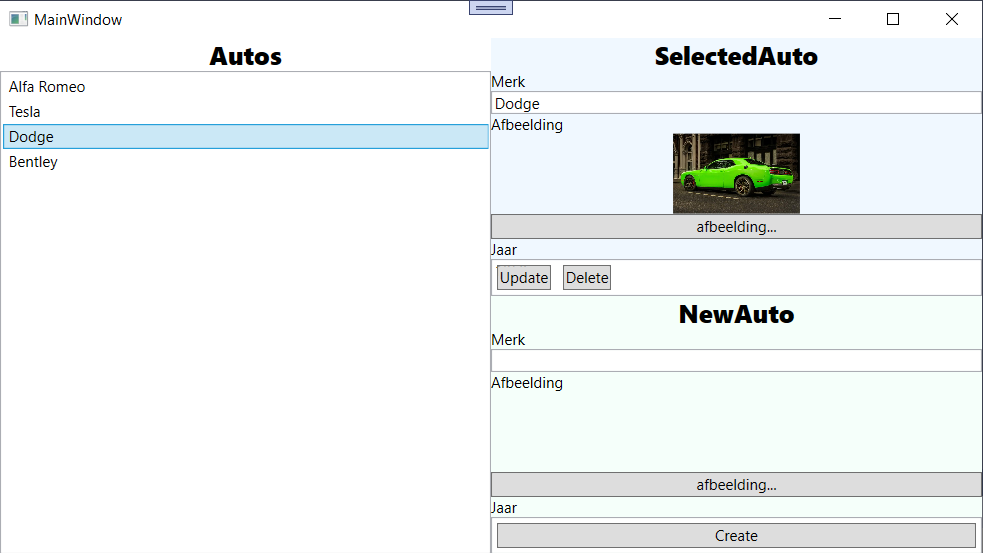 MainWindow
Autos
Alfa Romeo
Tesla
Dodge
Bentley
SelectedAuto
Merk
Dodge
Afbeelding
afbeelding...
Jaar
Update Delete
NewAuto
Merk
Afbeelding
afbeelding...
Jaar
Create